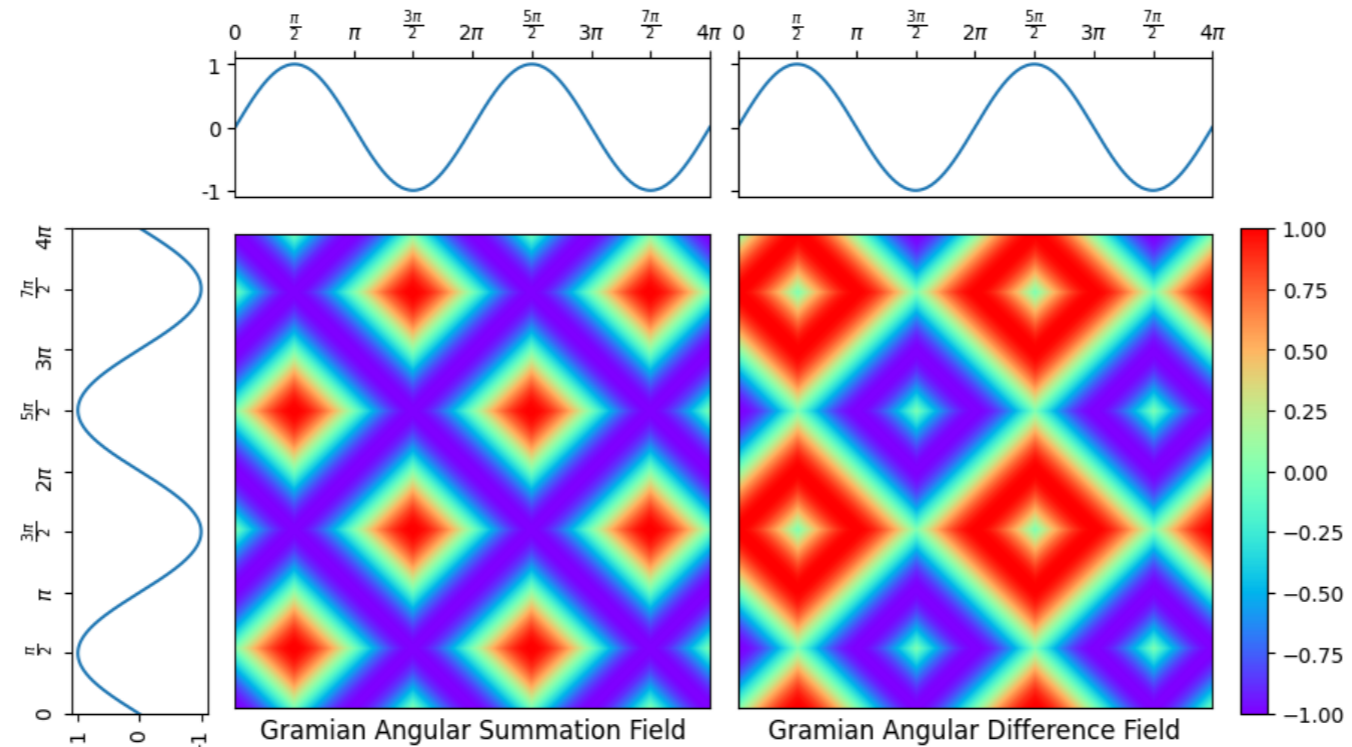 0 π/2 π 3π/2 2π 5π/2 3π 7π/2 4π
0 π/2 π 3π/2 2π 5π/2 3π 7π/2 4π
1
0
-1
4π
7π/2
3π
5π/2
2π
3π/2
π
π/2
0
1 0 -1
1.00
0.75
0.50
0.25
0.00
−0.25
−0.50
−0.75
−1.00
Gramian Angular Summation Field
Gramian Angular Difference Field